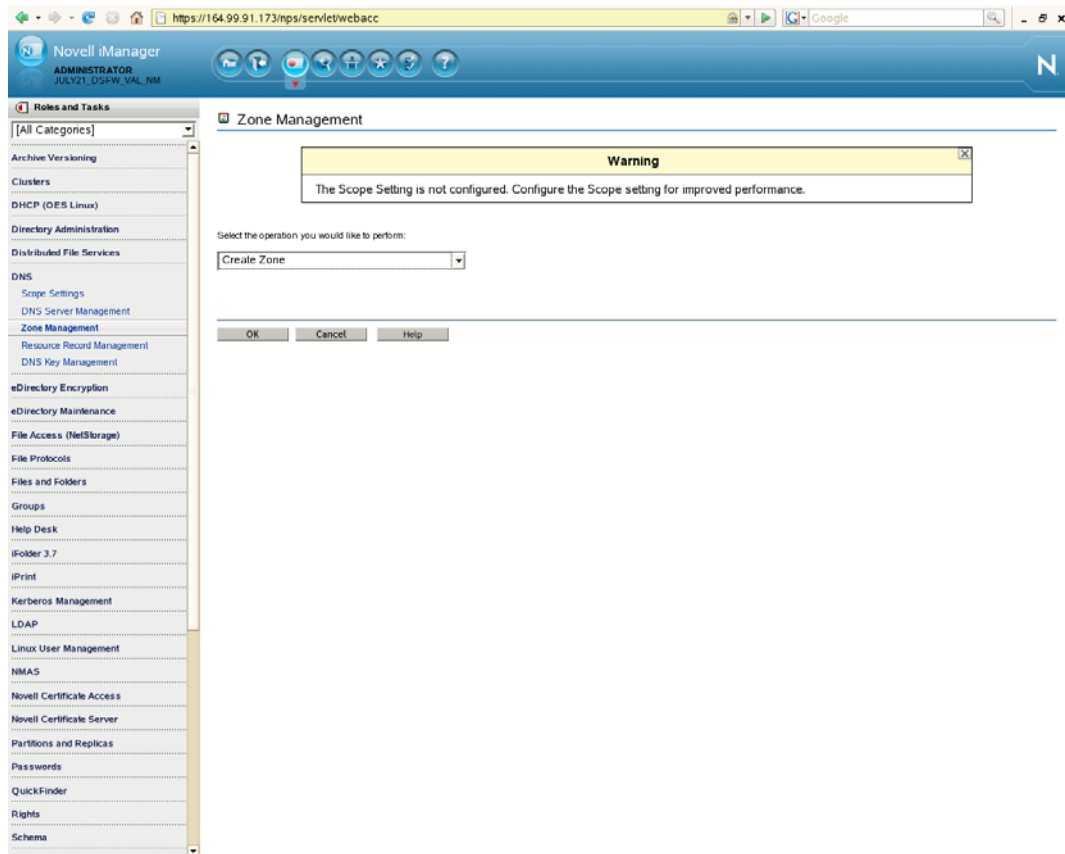 https://164.99.91.173/nps/servlet/webacc
Google
Novell iManager
ADMINISTRATOR
JULY21_DSFW_VAL_NM
N
Roles and Tasks
[All Categories]
Archive Versioning
Clusters
DHCP (OES Linux)
Directory Administration
Distributed File Services
DNS
Scope Settings
DNS Server Management
Zone Management
Resource Record Management
DNS Key Management
eDirectory Encryption
eDirectory Maintenance
File Access (NetStorage)
File Protocols
Files and Folders
Groups
Help Desk
iFolder 3.7
iPrint
Kerberos Management
LDAP
Linux User Management
NMAS
Novell Certificate Access
Novell Certificate Server
Partitions and Replicas
Passwords
QuickFinder
Rights
Schema
Zone Management
Warning
The Scope Setting is not configured. Configure the Scope setting for improved performance.
Select the operation you would like to perform:
Create Zone
OK Cancel Help